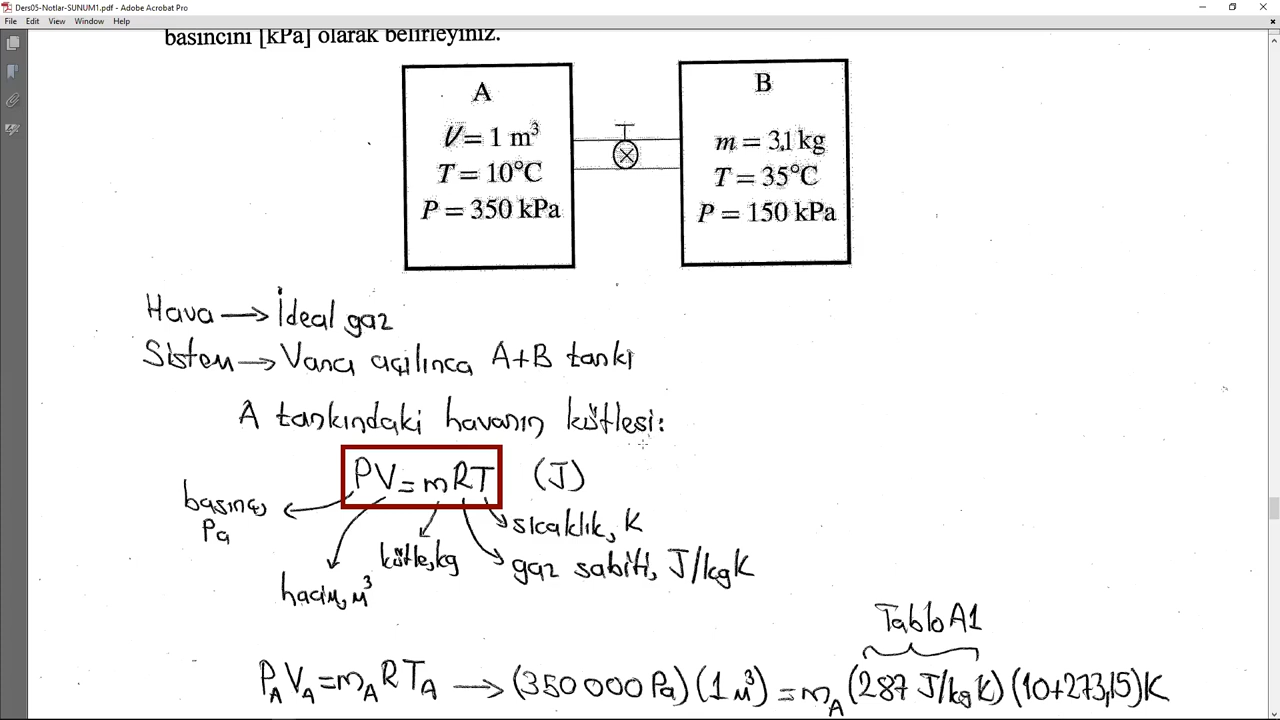 Ders05-Notlar-SUNUM1.pdf - Adobe Acrobat Pro
File Edit View Window Help
basıncını [kPa] olarak belirleyiniz.
A
V = 1 m³
T = 10°C
P = 350 kPa
B
m = 3,1 kg
T = 35°C
P = 150 kPa
Hava → İdeal gaz
Sistem → Vana açılınca A+B tankı
A tankındaki havanın kütlesi:
PV = mRT (J)
basınç, Pa
hacim, m³
kütle, kg
sıcaklık, K
gaz sabiti, J/kgK
Tablo A1
P_A V_A = m_A R T_A → (350 000 Pa) (1 m³) = m_A (287 J/kgK) (10+273,15) K